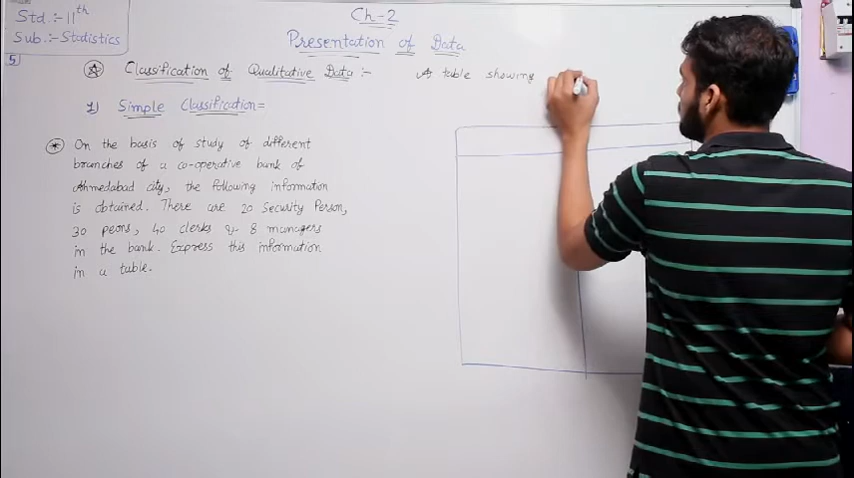 Std :- 11th
Sub :- Statistics
5
Ch-2
Presentation of Data
Classification of Qualitative Data :-
1) Simple Classification =
On the basis of study of different
branches of a co-operative bank of
Ahmedabad city, the following information
is obtained. There are 20 Security Person,
30 peons, 40 clerks & 8 managers
in the bank. Express this information
in a table.
A table showing